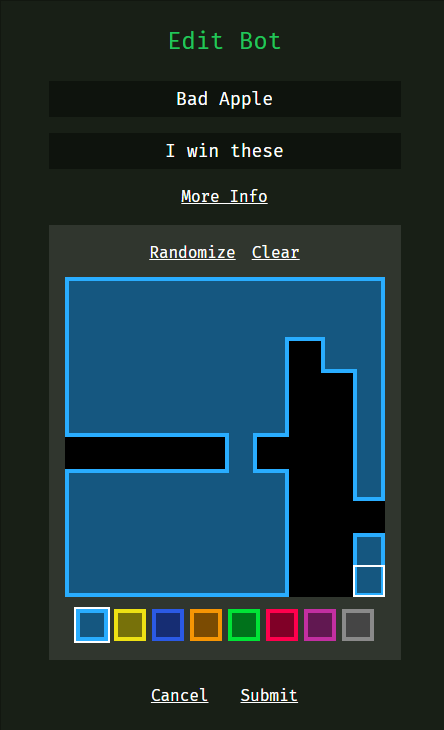 Edit Bot
Bad Apple
I win these
More Info
Randomize Clear
Cancel Submit